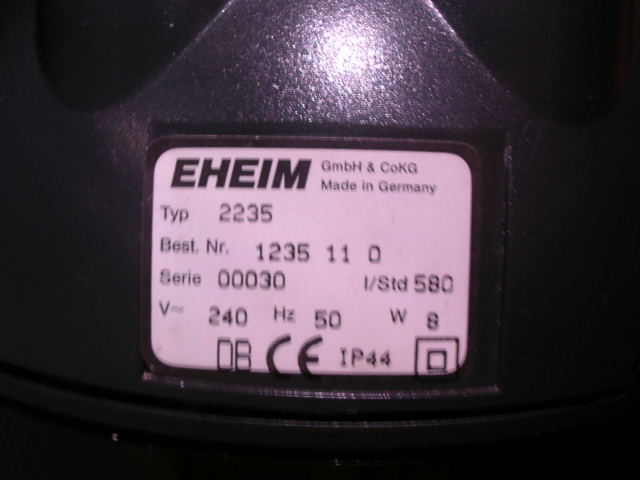 EHEIM GmbH & CoKG
Made in Germany
Typ 2235
Best. Nr. 1235 11 0
Serie 00030 l/Std 580
V≂ 240 Hz 50 W 8
DB CE IP44